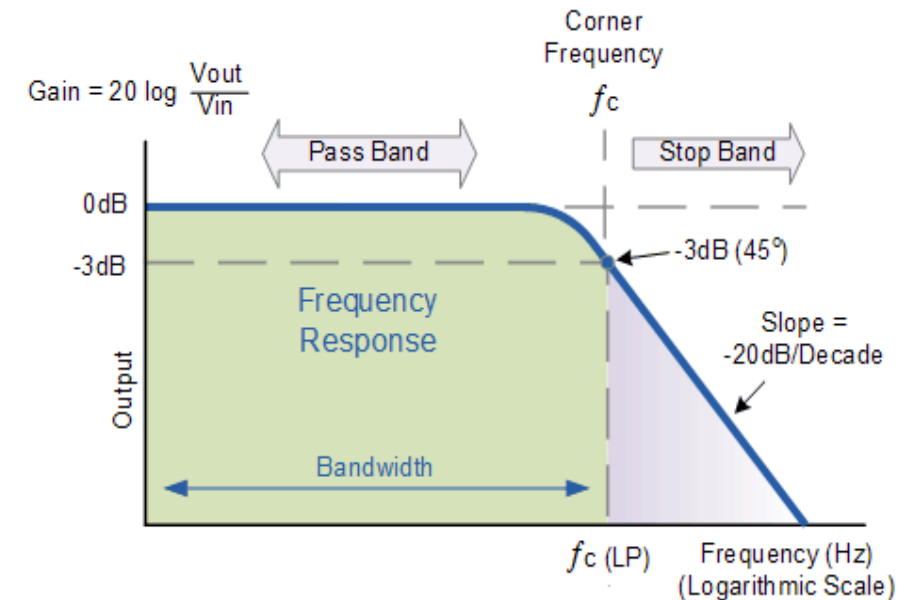 Corner
Frequency
fc
Gain = 20 log Vout
Vin
Pass Band
Stop Band
0dB
-3dB
-3dB (45°)
Frequency
Response
Slope =
-20dB/Decade
Output
Bandwidth
fc (LP)
Frequency (Hz)
(Logarithmic Scale)